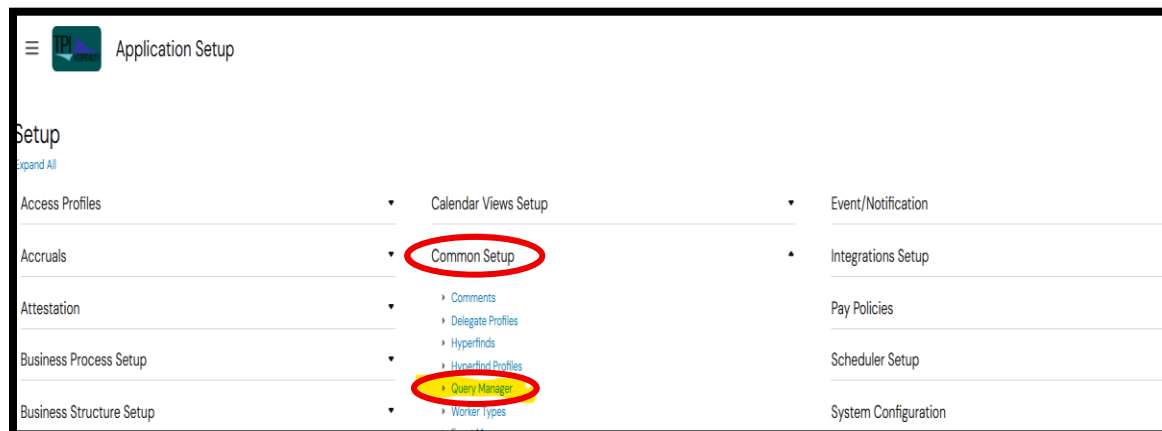 TPI
Application Setup
Setup
Expand All
Access Profiles
Accruals
Attestation
Business Process Setup
Business Structure Setup
Calendar Views Setup
Common Setup
Comments
Delegate Profiles
Hyperfinds
Hyperfind Profiles
Query Manager
Worker Types
Event/Notification
Integrations Setup
Pay Policies
Scheduler Setup
System Configuration